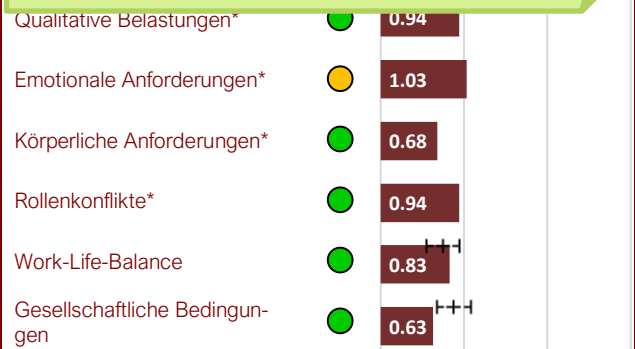 Qualitative Belastungen*
0.94
Emotionale Anforderungen*
1.03
Körperliche Anforderungen*
0.68
Rollenkonflikte*
0.94
Work-Life-Balance
0.83
Gesellschaftliche Bedingun-
gen
0.63